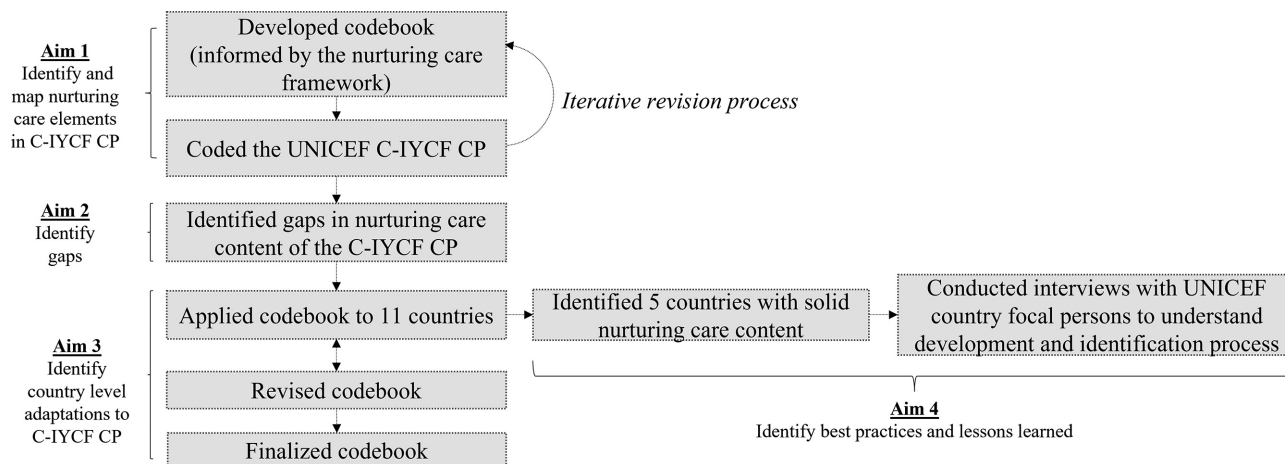 Aim 1
Identify and
map nurturing
care elements
in C-IYCF CP
Developed codebook
(informed by the nurturing care
framework)
Iterative revision process
Coded the UNICEF C-IYCF CP
Aim 2
Identify
gaps
Identified gaps in nurturing care
content of the C-IYCF CP
Aim 3
Identify
country level
adaptations to
C-IYCF CP
Applied codebook to 11 countries
Revised codebook
Finalized codebook
Identified 5 countries with solid
nurturing care content
Conducted interviews with UNICEF
country focal persons to understand
development and identification process
Aim 4
Identify best practices and lessons learned